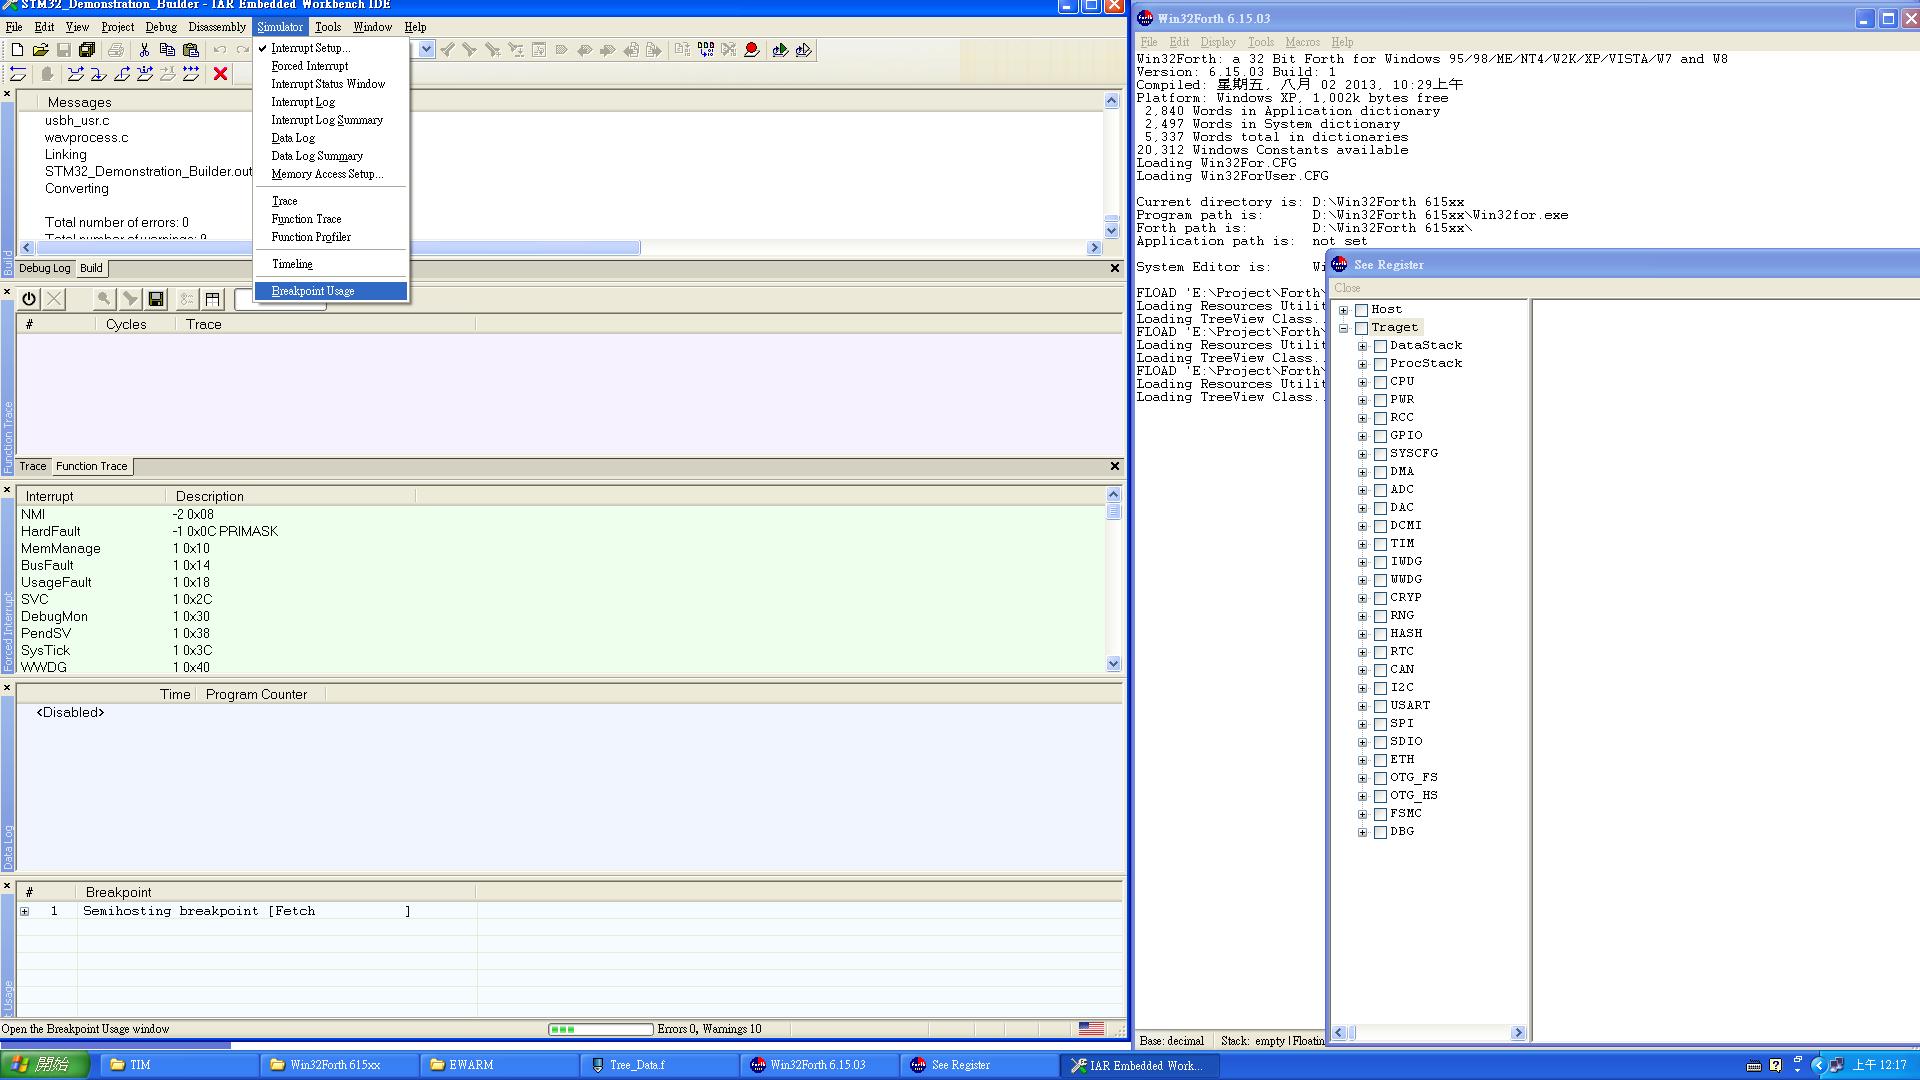 STM32_Demonstration_Builder - IAR Embedded Workbench IDE
File Edit View Project Debug Disassembly Simulator Tools Window Help
Interrupt Setup...
Forced Interrupt
Interrupt Status Window
Interrupt Log
Interrupt Log Summary
Data Log
Data Log Summary
Memory Access Setup...
Trace
Function Trace
Function Profiler
Timeline
Breakpoint Usage
Messages
usbh_usr.c
wavprocess.c
Linking
STM32_Demonstration_Builder.out
Converting
Total number of errors: 0
Total number of warnings: 9
Build
Debug Log Build
# Cycles Trace
Function Trace
Trace Function Trace
Interrupt Description
NMI -2 0x08
HardFault -1 0x0C PRIMASK
MemManage 1 0x10
BusFault 1 0x14
UsageFault 1 0x18
SVC 1 0x2C
DebugMon 1 0x30
PendSV 1 0x38
SysTick 1 0x3C
WWDG 1 0x40
Forced Interrupt
Time Program Counter
<Disabled>
Data Log
# Breakpoint
1 Semihosting breakpoint [Fetch ]
Usage
Open the Breakpoint Usage window
Errors 0, Warnings 10
Win32Forth 6.15.03
File Edit Display Tools Macros Help
Win32Forth: a 32 Bit Forth for Windows 95/98/ME/NT4/W2K/XP/VISTA/W7 and W8
Version: 6.15.03 Build: 1
Compiled: 星期五, 八月 02 2013, 10:29上午
Platform: Windows XP, 1,002k bytes free
2,840 Words in Application dictionary
2,497 Words in System dictionary
5,337 Words total in dictionaries
20,312 Windows Constants available
Loading Win32For.CFG
Loading Win32ForUser.CFG
Current directory is: D:\Win32Forth 615xx
Program path is: D:\Win32Forth 615xx\Win32for.exe
Forth path is: D:\Win32Forth 615xx\
Application path is: not set
System Editor is: Wi
FLOAD 'E:\Project\Forth\
Loading Resources Utilit
Loading TreeView Class..
FLOAD 'E:\Project\Forth\
Loading Resources Utilit
Loading TreeView Class..
FLOAD 'E:\Project\Forth\
Loading Resources Utilit
Loading TreeView Class..
Base: decimal Stack: empty | Floatin
See Register
Close
Host
Traget
DataStack
ProcStack
CPU
PWR
RCC
GPIO
SYSCFG
DMA
ADC
DAC
DCMI
TIM
IWDG
WWDG
CRYP
RNG
HASH
RTC
CAN
I2C
USART
SPI
SDIO
ETH
OTG_FS
OTG_HS
FSMC
DBG
開始 TIM Win32Forth 615xx EWARM Tree_Data.f Win32Forth 6.15.03 See Register IAR Embedded Work... 上午 12:17